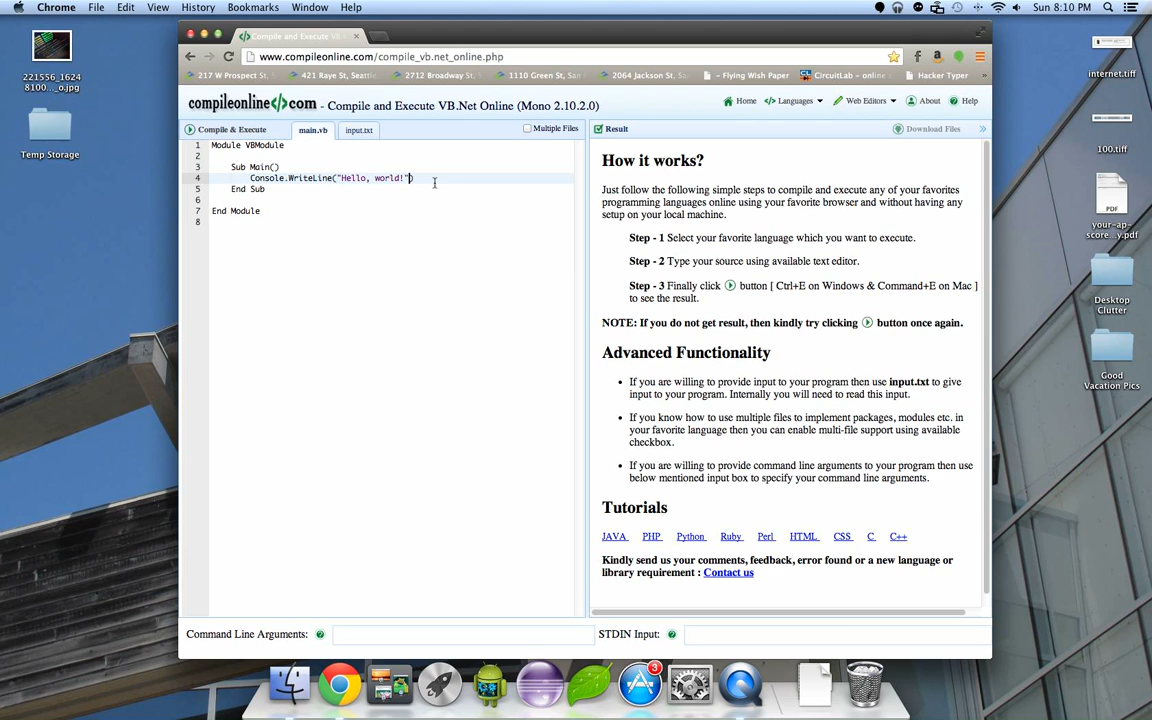 Chrome File Edit View History Bookmarks Window Help
Sun 8:10 PM
Compile and Execute VB.N
www.compileonline.com/compile_vb.net_online.php
217 W Prospect St, 421 Raye St, Seattle, 2712 Broadway St, 1110 Green St, San 2064 Jackson St, San - Flying Wish Paper CircuitLab - online Hacker Typer »
compileonline</>com - Compile and Execute VB.Net Online (Mono 2.10.2.0)
Home </> Languages Web Editors About Help
Compile & Execute main.vb input.txt Multiple Files
Result Download Files »
1 Module VBModule
2
3 Sub Main()
4 Console.WriteLine("Hello, world!")
5 End Sub
6
7 End Module
8
How it works?
Just follow the following simple steps to compile and execute any of your favorites
programming languages online using your favorite browser and without having any
setup on your local machine.
Step - 1 Select your favorite language which you want to execute.
Step - 2 Type your source using available text editor.
Step - 3 Finally click button [ Ctrl+E on Windows & Command+E on Mac ]
to see the result.
NOTE: If you do not get result, then kindly try clicking button once again.
Advanced Functionality
• If you are willing to provide input to your program then use input.txt to give
input to your program. Internally you will need to read this input.
• If you know how to use multiple files to implement packages, modules etc. in
your favorite language then you can enable multi-file support using available
checkbox.
• If you are willing to provide command line arguments to your program then use
below mentioned input box to specify your command line arguments.
Tutorials
JAVA PHP Python Ruby Perl HTML CSS C C++
Kindly send us your comments, feedback, error found or a new language or
library requirement : Contact us
Command Line Arguments: ?
STDIN Input: ?
221556_1624
8100..._o.jpg
Temp Storage
internet.tiff
100.tiff
PDF
your-ap-
score...y.pdf
Desktop
Clutter
Good
Vacation Pics
3